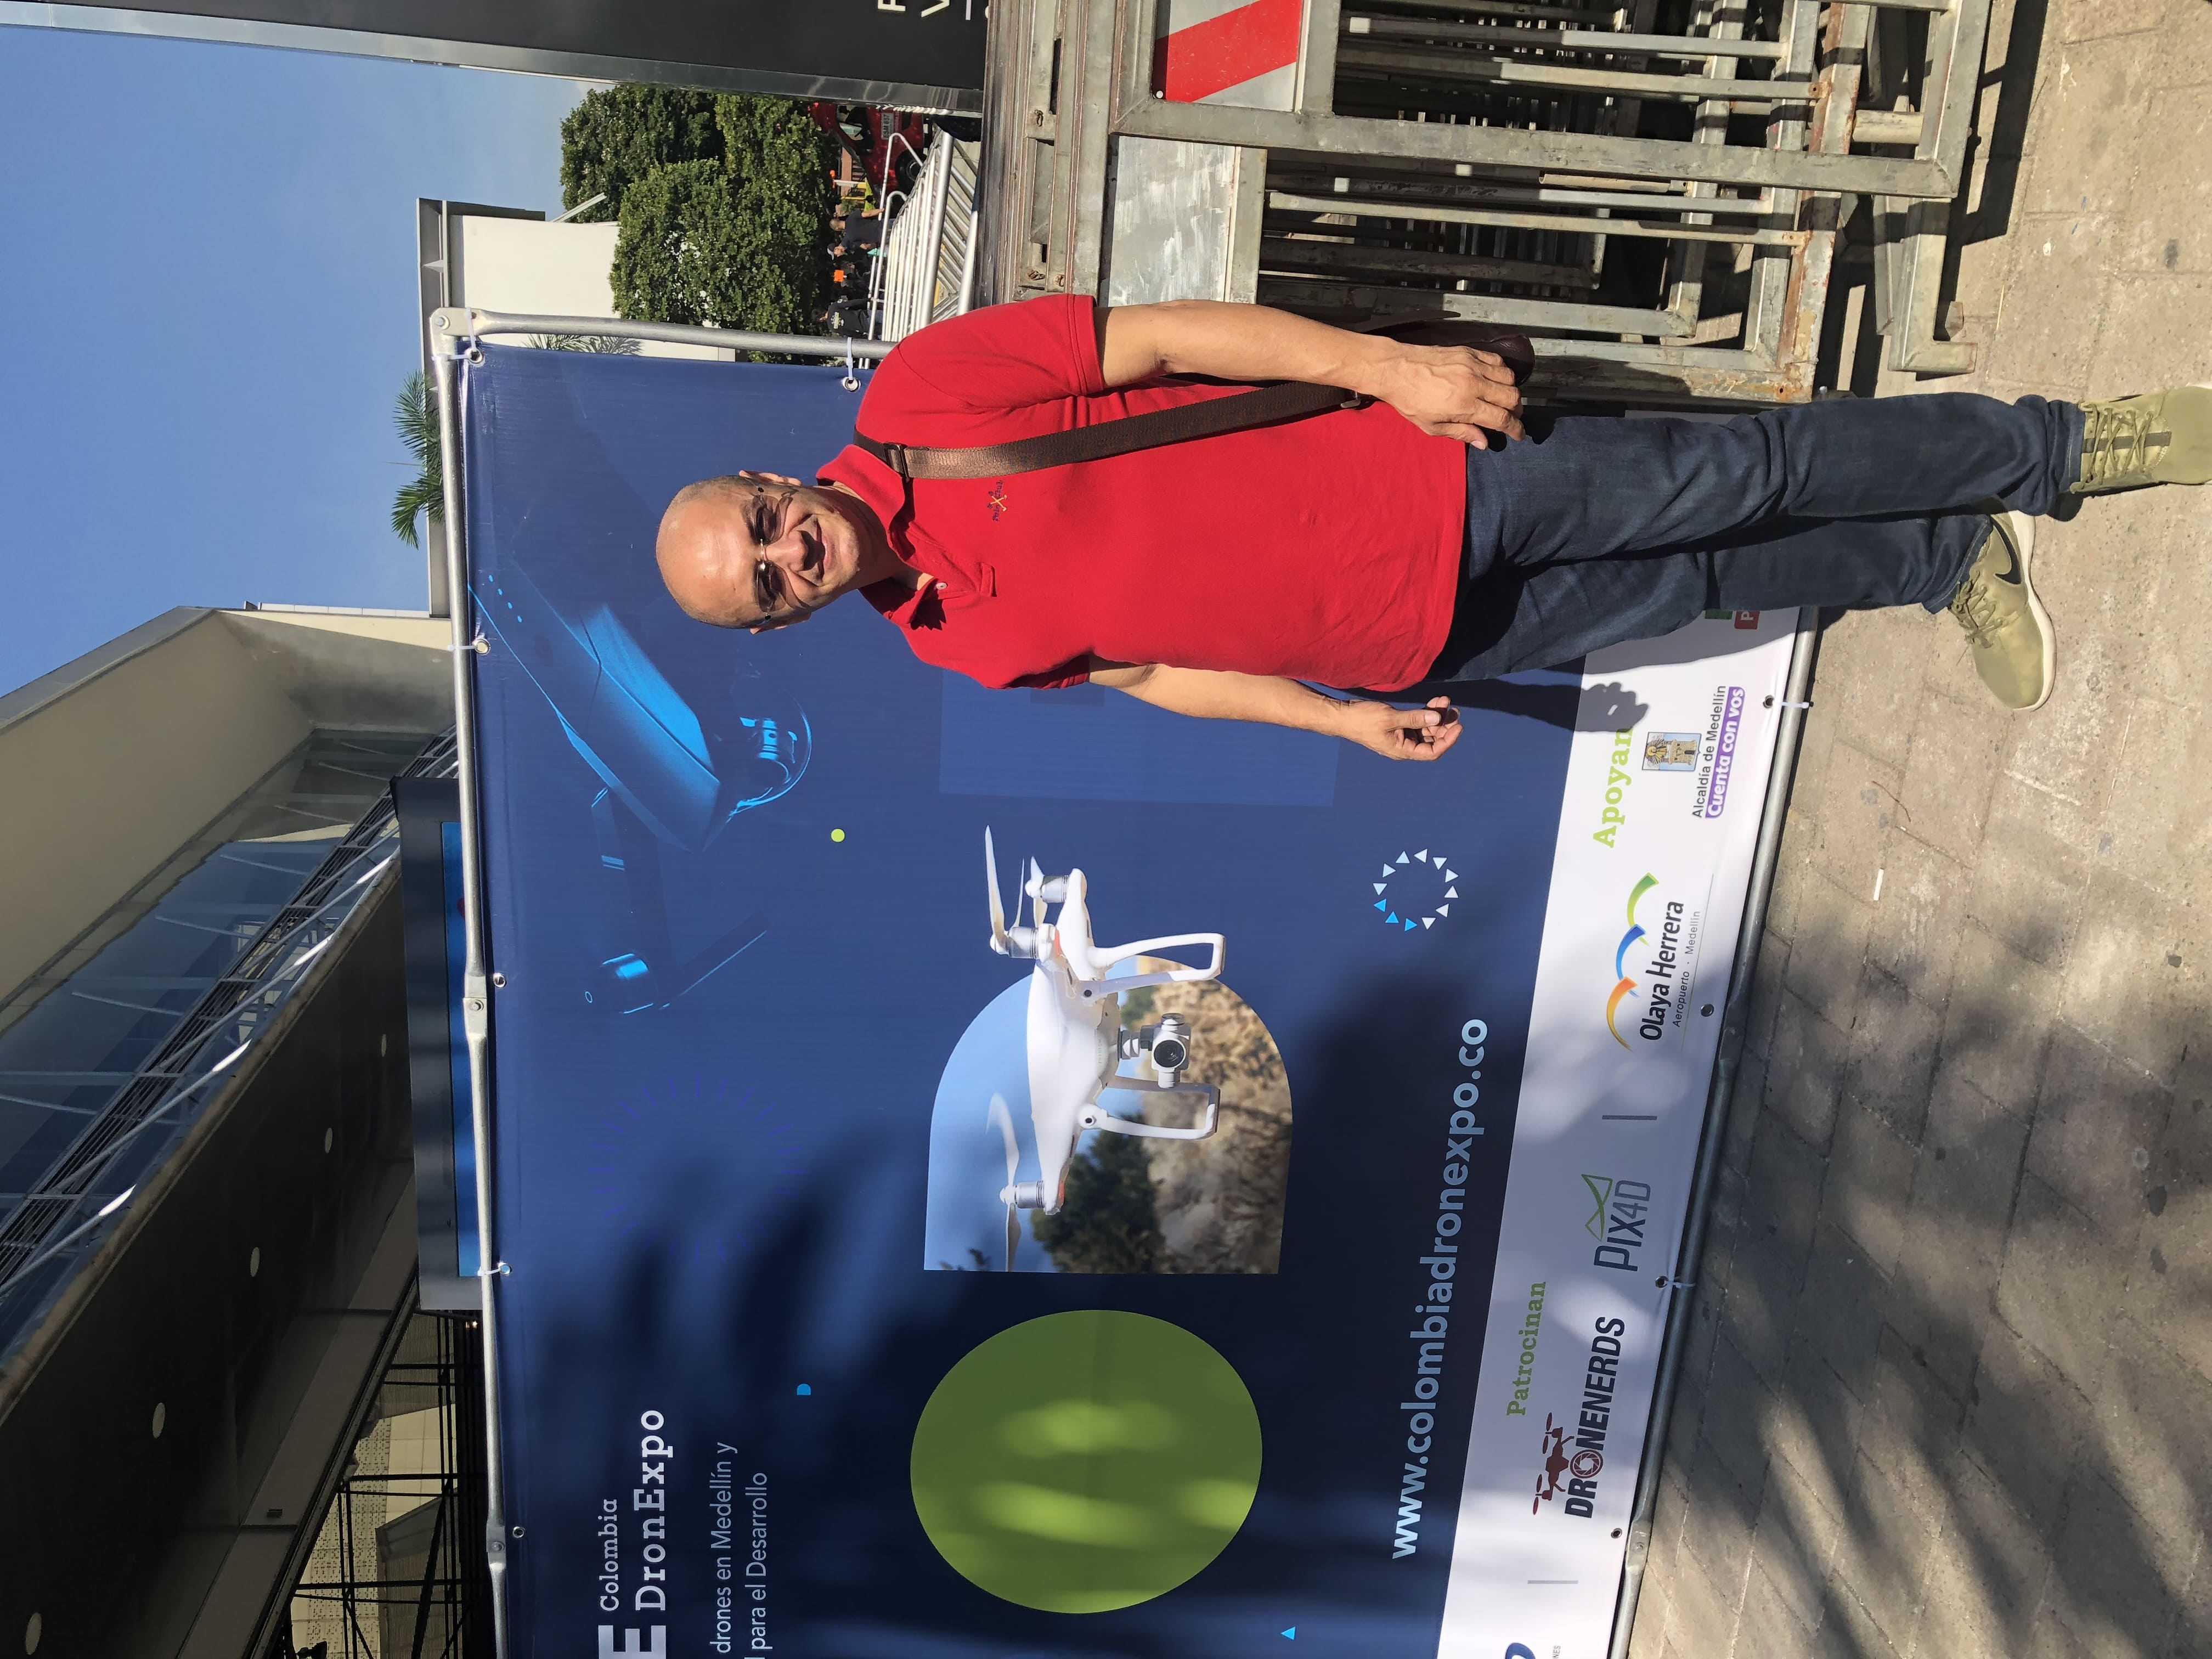 E
Colombia
DronExpo
drones en Medellín y
para el Desarrollo
www.colombiadronexpo.co
Patrocinan
DRONENERDS
PIX4D
Olaya Herrera
Aeropuerto · Medellín
Apoyan
Alcaldía de Medellín
Cuenta con vos